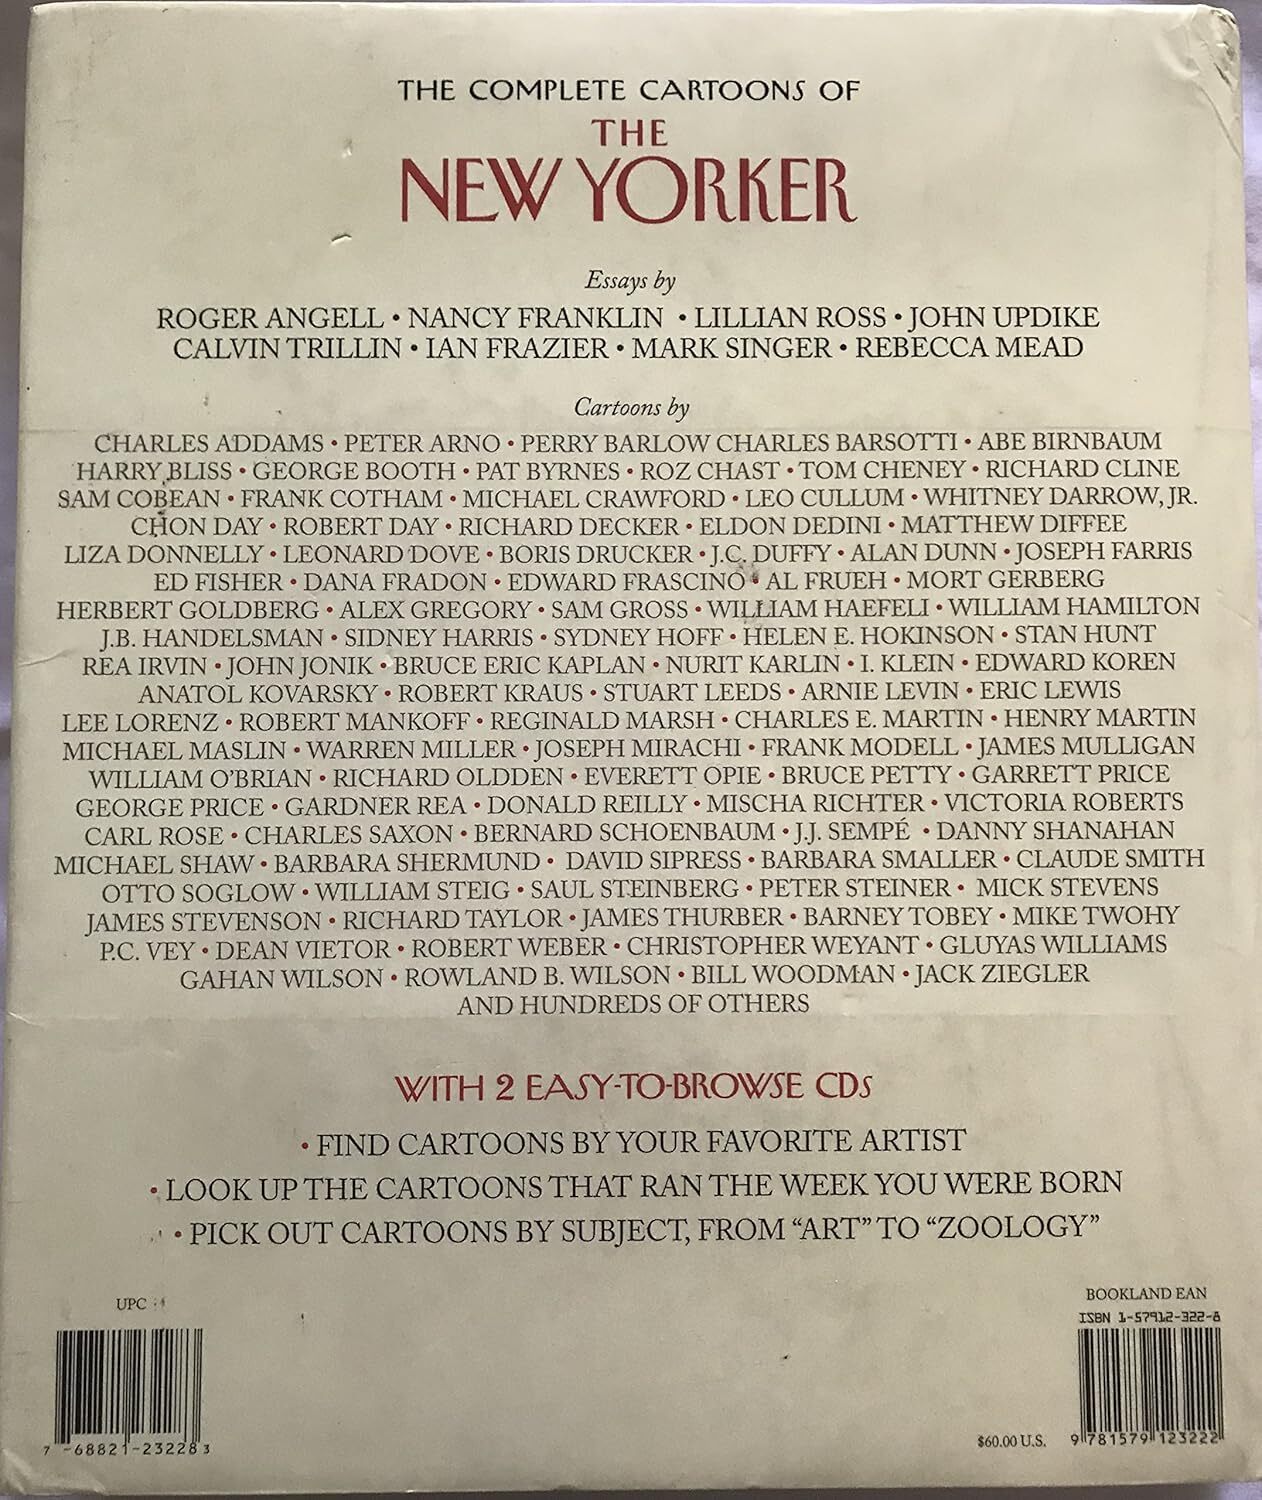 THE COMPLETE CARTOONS OF
THE
NEW YORKER
Essays by
ROGER ANGELL • NANCY FRANKLIN • LILLIAN ROSS • JOHN UPDIKE
CALVIN TRILLIN • IAN FRAZIER • MARK SINGER • REBECCA MEAD
Cartoons by
CHARLES ADDAMS • PETER ARNO • PERRY BARLOW CHARLES BARSOTTI • ABE BIRNBAUM
HARRY BLISS • GEORGE BOOTH • PAT BYRNES • ROZ CHAST • TOM CHENEY • RICHARD CLINE
SAM COBEAN • FRANK COTHAM • MICHAEL CRAWFORD • LEO CULLUM • WHITNEY DARROW, JR.
CHON DAY • ROBERT DAY • RICHARD DECKER • ELDON DEDINI • MATTHEW DIFFEE
LIZA DONNELLY • LEONARD DOVE • BORIS DRUCKER • J.C. DUFFY • ALAN DUNN • JOSEPH FARRIS
ED FISHER • DANA FRADON • EDWARD FRASCINO • AL FRUEH • MORT GERBERG
HERBERT GOLDBERG • ALEX GREGORY • SAM GROSS • WILLIAM HAEFELI • WILLIAM HAMILTON
J.B. HANDELSMAN • SIDNEY HARRIS • SYDNEY HOFF • HELEN E. HOKINSON • STAN HUNT
REA IRVIN • JOHN JONIK • BRUCE ERIC KAPLAN • NURIT KARLIN • I. KLEIN • EDWARD KOREN
ANATOL KOVARSKY • ROBERT KRAUS • STUART LEEDS • ARNIE LEVIN • ERIC LEWIS
LEE LORENZ • ROBERT MANKOFF • REGINALD MARSH • CHARLES E. MARTIN • HENRY MARTIN
MICHAEL MASLIN • WARREN MILLER • JOSEPH MIRACHI • FRANK MODELL • JAMES MULLIGAN
WILLIAM O'BRIAN • RICHARD OLDDEN • EVERETT OPIE • BRUCE PETTY • GARRETT PRICE
GEORGE PRICE • GARDNER REA • DONALD REILLY • MISCHA RICHTER • VICTORIA ROBERTS
CARL ROSE • CHARLES SAXON • BERNARD SCHOENBAUM • J.J. SEMPÉ • DANNY SHANAHAN
MICHAEL SHAW • BARBARA SHERMUND • DAVID SIPRESS • BARBARA SMALLER • CLAUDE SMITH
OTTO SOGLOW • WILLIAM STEIG • SAUL STEINBERG • PETER STEINER • MICK STEVENS
JAMES STEVENSON • RICHARD TAYLOR • JAMES THURBER • BARNEY TOBEY • MIKE TWOHY
P.C. VEY • DEAN VIETOR • ROBERT WEBER • CHRISTOPHER WEYANT • GLUYAS WILLIAMS
GAHAN WILSON • ROWLAND B. WILSON • BILL WOODMAN • JACK ZIEGLER
AND HUNDREDS OF OTHERS
WITH 2 EASY-TO-BROWSE CDs
• FIND CARTOONS BY YOUR FAVORITE ARTIST
• LOOK UP THE CARTOONS THAT RAN THE WEEK YOU WERE BORN
• PICK OUT CARTOONS BY SUBJECT, FROM “ART” TO “ZOOLOGY”
UPC
7 68821 23228 3
BOOKLAND EAN
ISBN 1-57912-322-8
$60.00 U.S.
9 781579 123222